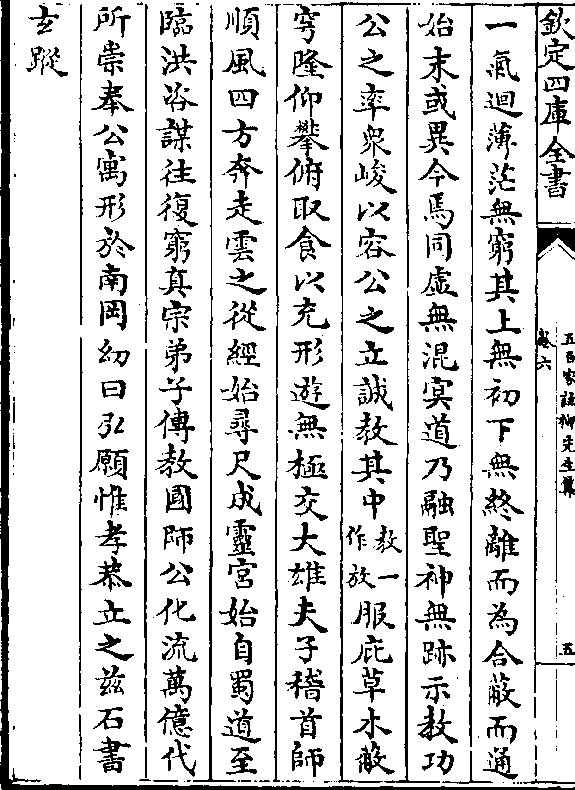 欽定四庫全書
五百家註柳先生集
卷六
五
一氣迴薄茫無窮其上無初下無終離而為合蔽而通
始末或異今焉同虛無混冥道乃融聖神無跡示教功
公之率衆峻以容公之立誠教其中教一作放服庇草木蔽
穹隆仰攀俯取食以充形遊無極交大雄夫子稽首師
順風四方奔走雲之從經始尋尺成靈宮始自蜀道至
臨洪咨謀往復窮真宗弟子傳教國師公化流萬億代
所崇奉公寓形於南岡幼曰弘願惟孝恭立之兹石書
玄蹤